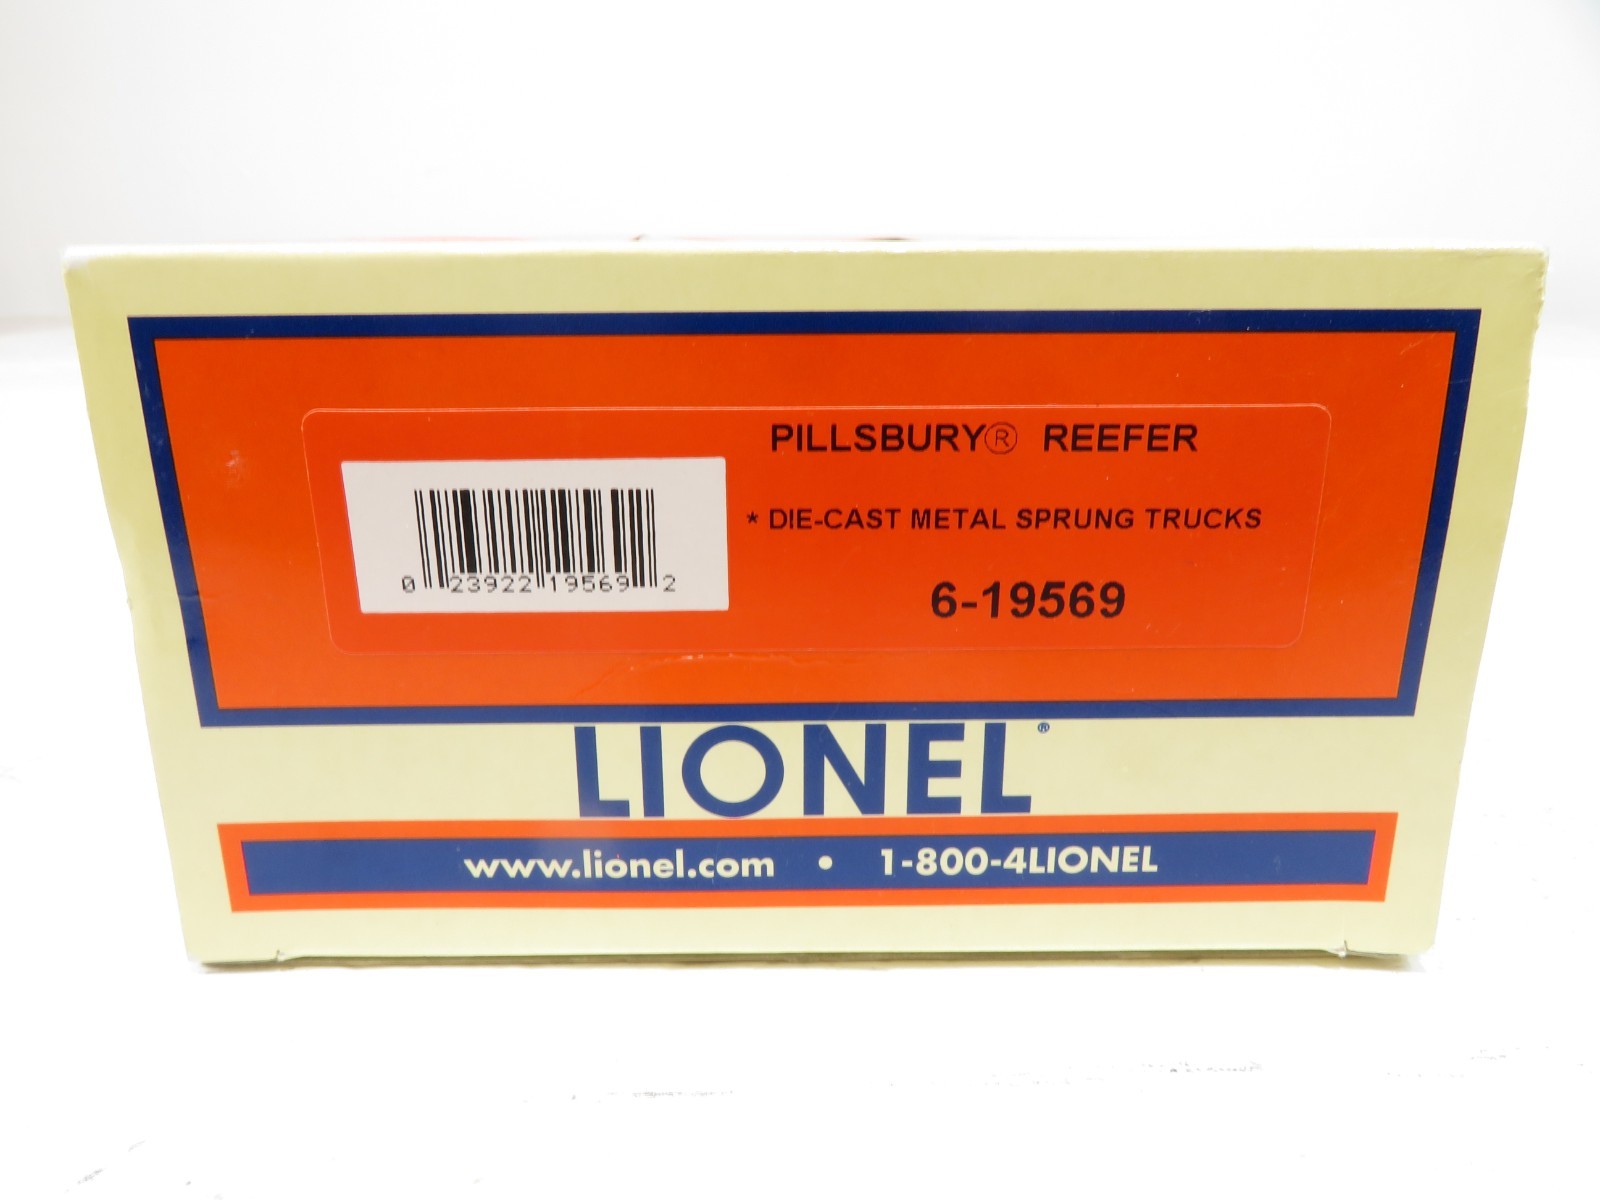 PILLSBURY® REEFER
* DIE-CAST METAL SPRUNG TRUCKS
0 23922 19569 2
6-19569
LIONEL®
www.lionel.com • 1-800-4LIONEL